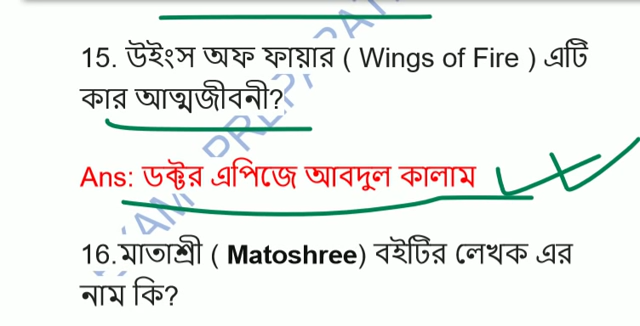 15. উইংস অফ ফায়ার ( Wings of Fire ) এটি
কার আত্মজীবনী?
Ans: ডক্টর এপিজে আবদুল কালাম
16.মাতাশ্রী ( Matoshree) বইটির লেখক এর
নাম কি?